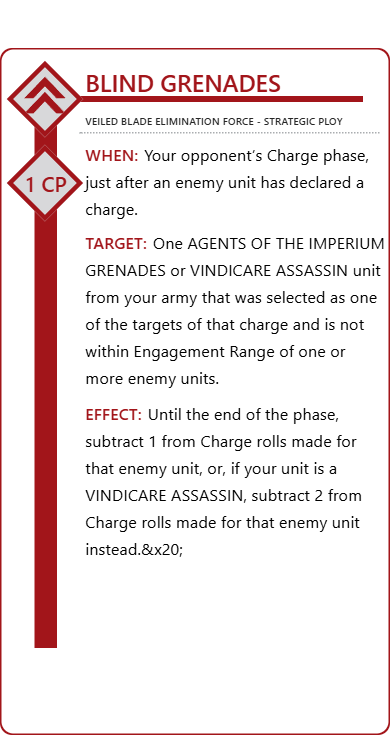 BLIND GRENADES
VEILED BLADE ELIMINATION FORCE - STRATEGIC PLOY
1 CP
WHEN: Your opponent’s Charge phase,
just after an enemy unit has declared a
charge.
TARGET: One AGENTS OF THE IMPERIUM
GRENADES or VINDICARE ASSASSIN unit
from your army that was selected as one
of the targets of that charge and is not
within Engagement Range of one or
more enemy units.
EFFECT: Until the end of the phase,
subtract 1 from Charge rolls made for
that enemy unit, or, if your unit is a
VINDICARE ASSASSIN, subtract 2 from
Charge rolls made for that enemy unit
instead.&x20;